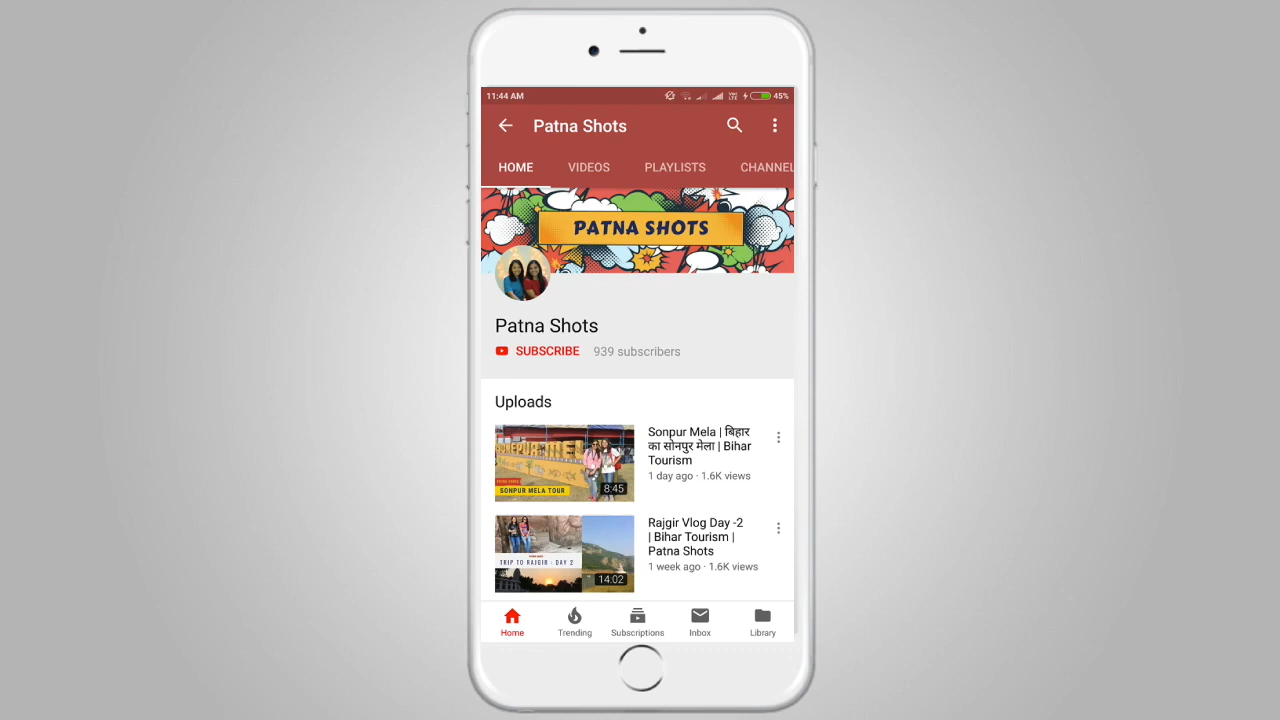 11:44 AM
45%
Patna Shots
HOME VIDEOS PLAYLISTS CHANNEL
PATNA SHOTS
Patna Shots
SUBSCRIBE 939 subscribers
Uploads
SONPUR MELA TOUR
8:45
Sonpur Mela | बिहार
का सोनपुर मेला | Bihar
Tourism
1 day ago · 1.6K views
TRIP TO RAJGIR : DAY 2
14:02
Rajgir Vlog Day -2
| Bihar Tourism |
Patna Shots
1 week ago · 1.6K views
Home Trending Subscriptions Inbox Library